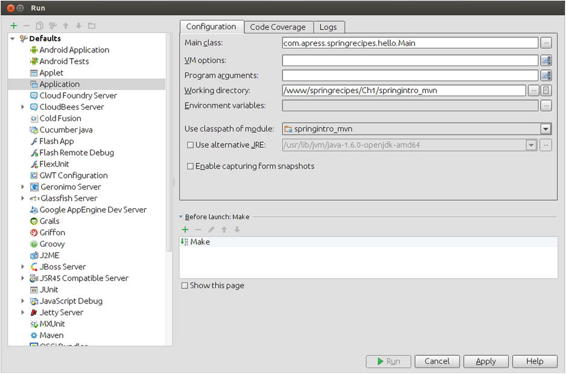 Run
Defaults
Android Application
Android Tests
Applet
Application
Cloud Foundry Server
CloudBees Server
Cold Fusion
Cucumber java
Flash App
Flash Remote Debug
FlexUnit
GWT Configuration
Geronimo Server
Glassfish Server
Google AppEngine Dev Server
Grails
Griffon
Groovy
J2ME
JBoss Server
JSR45 Compatible Server
JUnit
JavaScript Debug
Jetty Server
MXUnit
Maven
OSGi Bundles
Configuration
Code Coverage
Logs
Main class: com.apress.springrecipes.hello.Main
VM options:
Program arguments:
Working directory: /www/springrecipes/Ch1/springintro_mvn
Environment variables:
Use classpath of module: springintro_mvn
Use alternative JRE: /usr/lib/jvm/java-1.6.0-openjdk-amd64
Enable capturing form snapshots
Before launch: Make
Make
Show this page
Run
Cancel
Apply
Help